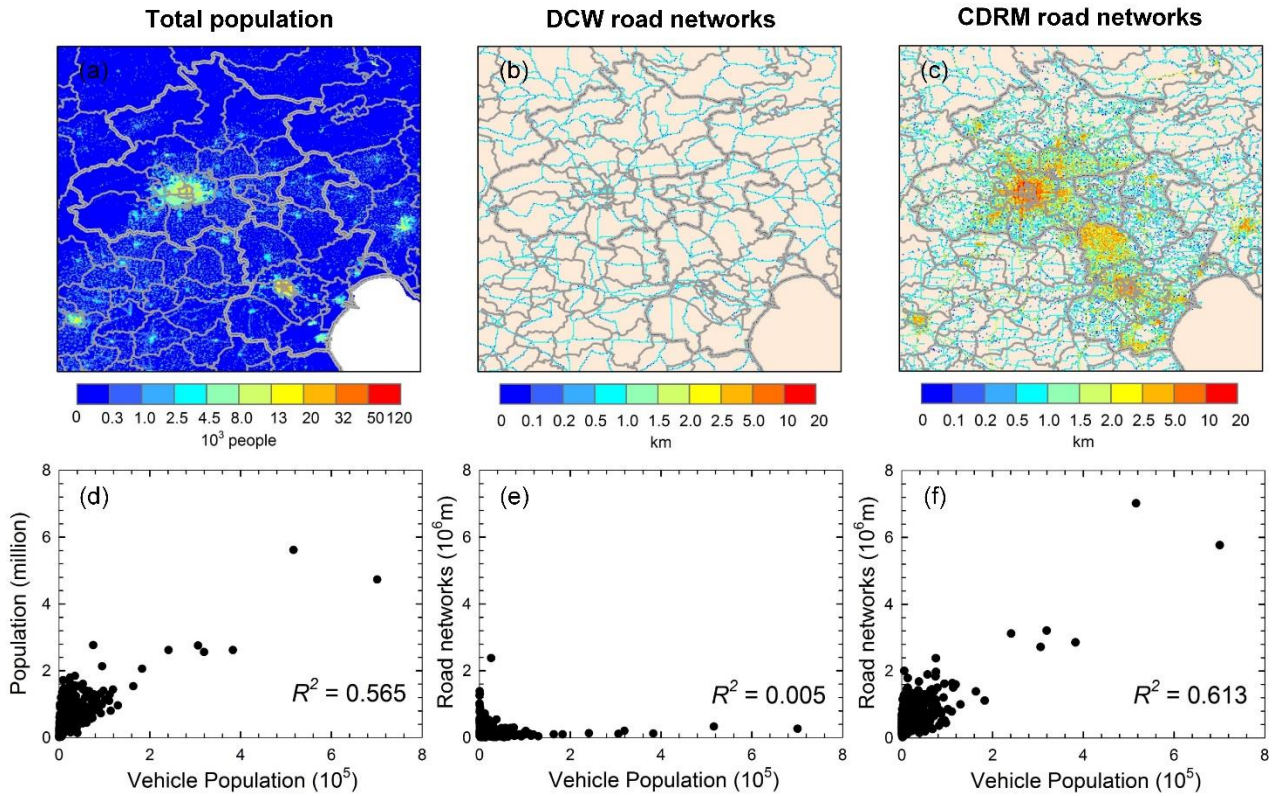 Total population DCW road networks CDRM road networks
(a) (b) (c)
0 0.3 1.0 2.5 4.5 8.0 13 20 32 50 120
10³ people
0 0.1 0.2 0.5 1.0 1.5 2.0 2.5 5.0 10 20
km
0 0.1 0.2 0.5 1.0 1.5 2.0 2.5 5.0 10 20
km
(d)
Population (million)
8
6
4
2
0
R² = 0.565
0 2 4 6 8
Vehicle Population (10⁵)
(e)
Road networks (10⁶m)
8
6
4
2
0
R² = 0.005
0 2 4 6 8
Vehicle Population (10⁵)
(f)
Road networks (10⁶m)
8
6
4
2
0
R² = 0.613
0 2 4 6 8
Vehicle Population (10⁵)